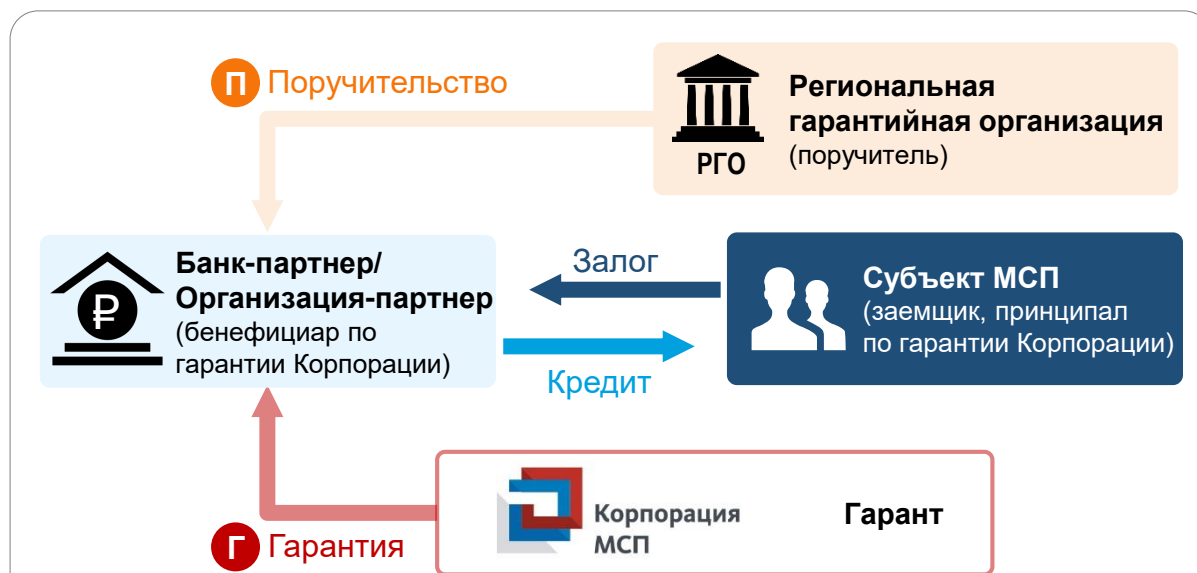 П Поручительство
Региональная
гарантийная организация
(поручитель)
РГО
Банк-партнер/
Организация-партнер
(бенефициар по
гарантии Корпорации)
₽
Залог
Кредит
Субъект МСП
(заемщик, принципал
по гарантии Корпорации)
Корпорация
МСП
Гарант
Г Гарантия